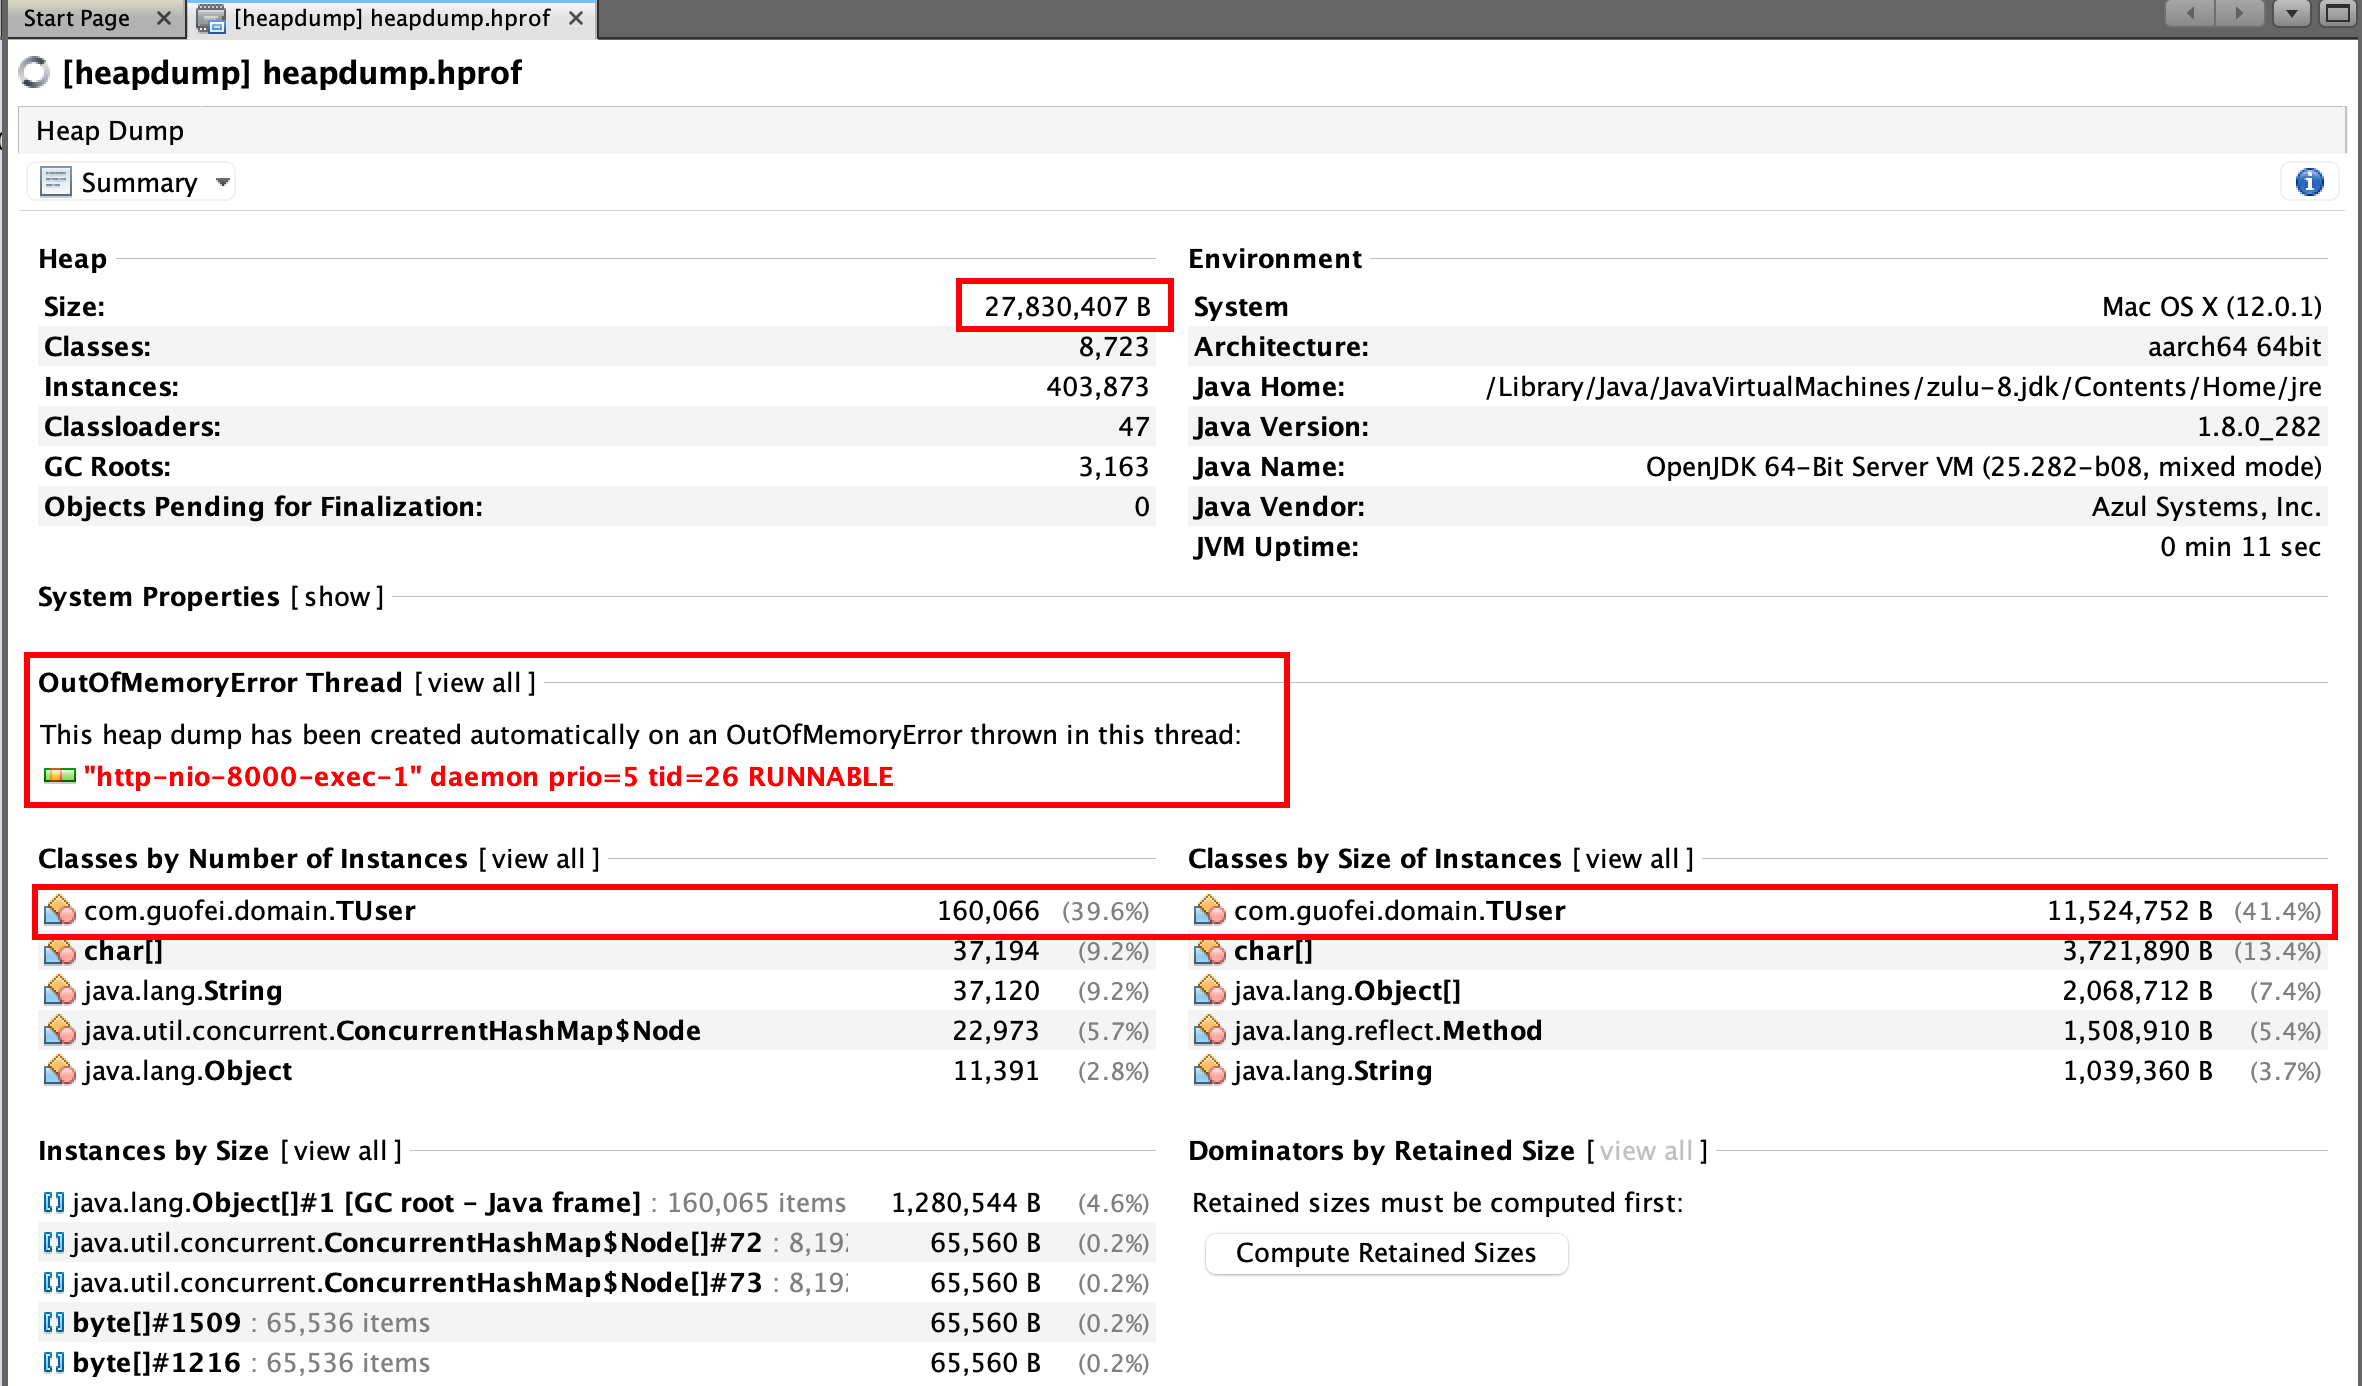 Start Page
[heapdump] heapdump.hprof
[heapdump] heapdump.hprof
Heap Dump
Summary
Heap
Size: 27,830,407 B
Classes: 8,723
Instances: 403,873
Classloaders: 47
GC Roots: 3,163
Objects Pending for Finalization: 0
Environment
System Mac OS X (12.0.1)
Architecture: aarch64 64bit
Java Home: /Library/Java/JavaVirtualMachines/zulu-8.jdk/Contents/Home/jre
Java Version: 1.8.0_282
Java Name: OpenJDK 64-Bit Server VM (25.282-b08, mixed mode)
Java Vendor: Azul Systems, Inc.
JVM Uptime: 0 min 11 sec
System Properties [show]
OutOfMemoryError Thread [view all]
This heap dump has been created automatically on an OutOfMemoryError thrown in this thread:
"http-nio-8000-exec-1" daemon prio=5 tid=26 RUNNABLE
Classes by Number of Instances [view all]
com.guofei.domain.TUser 160,066 (39.6%)
char[] 37,194 (9.2%)
java.lang.String 37,120 (9.2%)
java.util.concurrent.ConcurrentHashMap$Node 22,973 (5.7%)
java.lang.Object 11,391 (2.8%)
Classes by Size of Instances [view all]
com.guofei.domain.TUser 11,524,752 B (41.4%)
char[] 3,721,890 B (13.4%)
java.lang.Object[] 2,068,712 B (7.4%)
java.lang.reflect.Method 1,508,910 B (5.4%)
java.lang.String 1,039,360 B (3.7%)
Instances by Size [view all]
java.lang.Object[]#1 [GC root - Java frame] : 160,065 items 1,280,544 B (4.6%)
java.util.concurrent.ConcurrentHashMap$Node[]#72 : 65,560 B (0.2%)
java.util.concurrent.ConcurrentHashMap$Node[]#73 : 65,560 B (0.2%)
byte[]#1509 : 65,536 items 65,560 B (0.2%)
byte[]#1216 : 65,536 items 65,560 B (0.2%)
Dominators by Retained Size [view all]
Retained sizes must be computed first:
Compute Retained Sizes